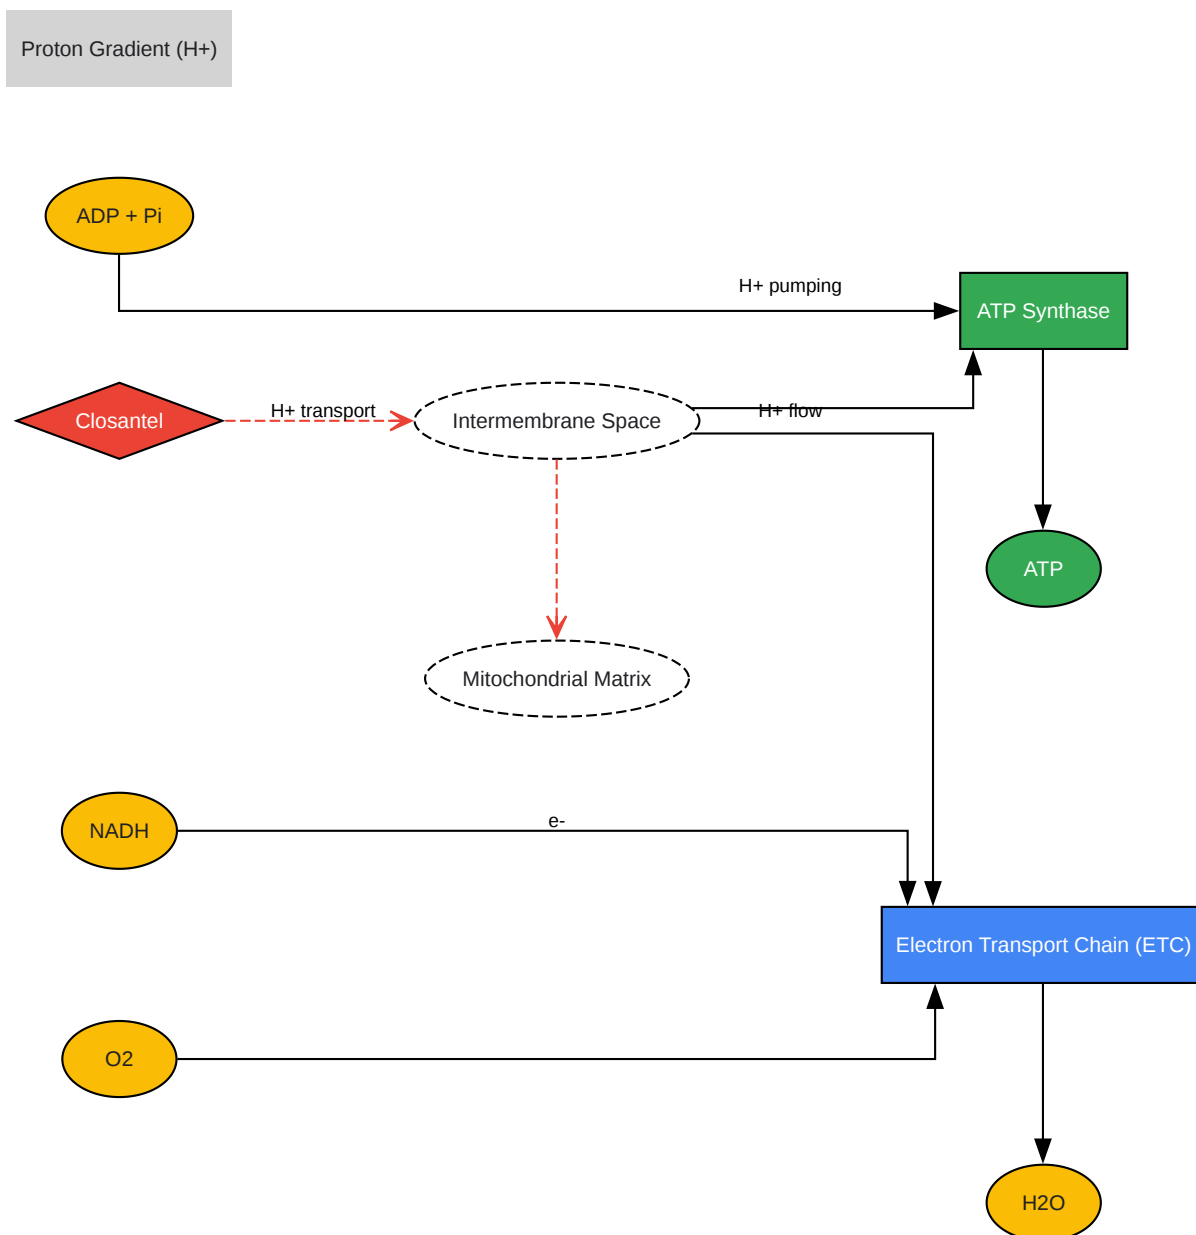 Proton Gradient (H+)
ADP + Pi
H+ pumping
ATP Synthase
Closantel
H+ transport
Intermembrane Space
H+ flow
ATP
Mitochondrial Matrix
NADH
e-
Electron Transport Chain (ETC)
O2
H2O